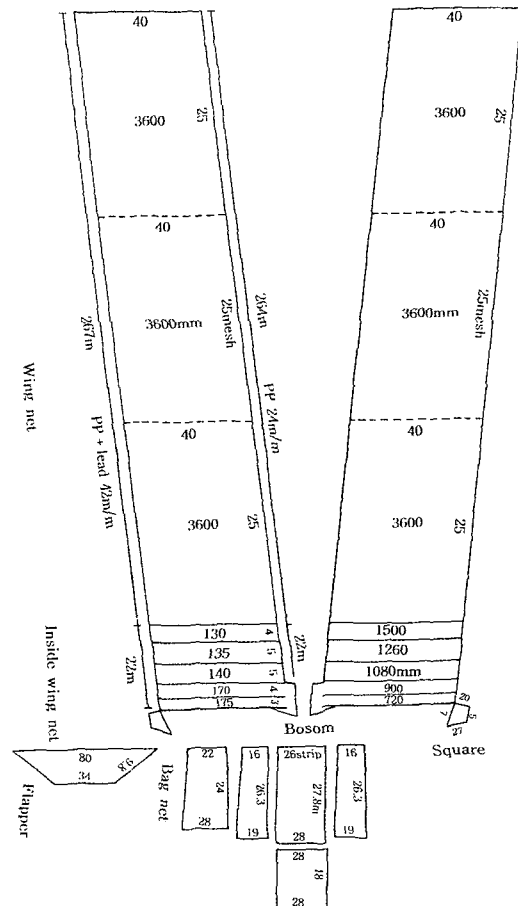 40
40
3600
25
3600
25
40
40
3600mm
25mesh
264m
3600mm
25mesh
267m
PP 24m/m
Wing net
40
40
PP + lead 42m/m
3600
25
3600
25
130
4
22m
1500
135
5
1260
140
5
1080mm
22m
170
4
900
175
3
720
20
7
5
27
Inside wing net
Bosom
Square
80
34
9.8
Flapper
Bag net
22
24
28
16
26.3
19
26strip
27.8m
28
16
26.3
19
28
18
28